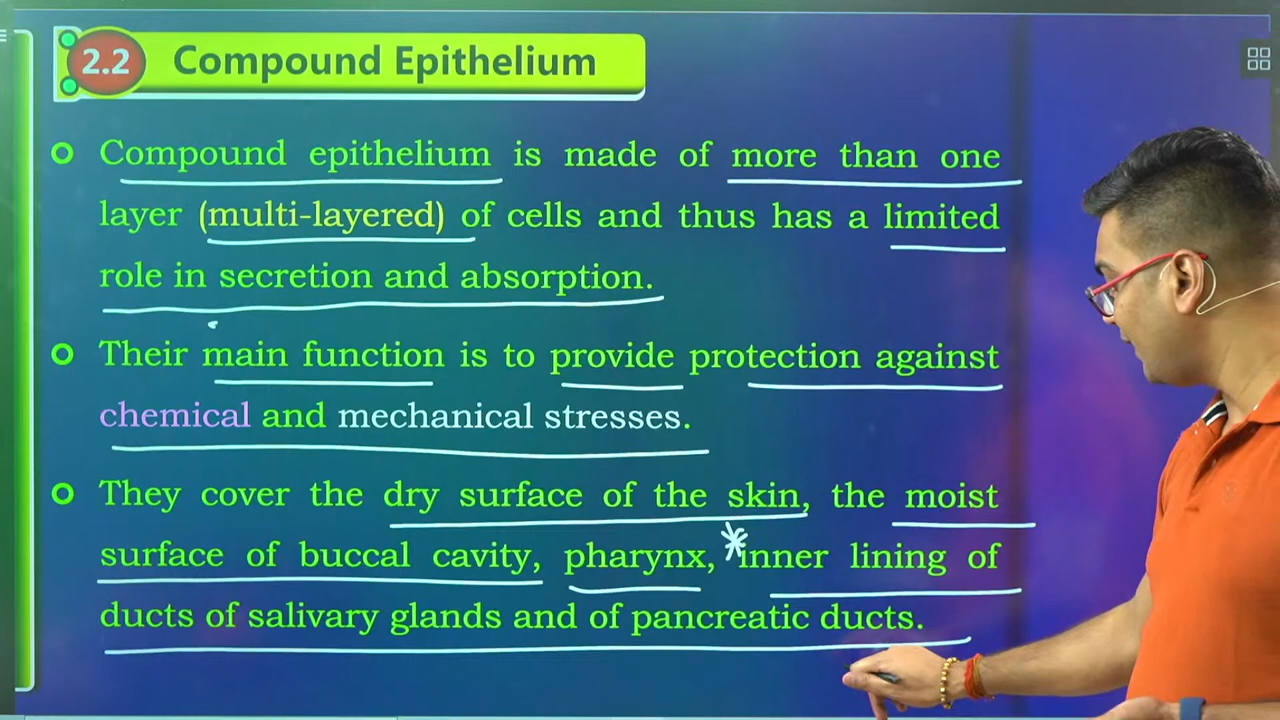 2.2 Compound Epithelium
Compound epithelium is made of more than one
layer (multi-layered) of cells and thus has a limited
role in secretion and absorption.
Their main function is to provide protection against
chemical and mechanical stresses.
They cover the dry surface of the skin, the moist
surface of buccal cavity, pharynx, *inner lining of
ducts of salivary glands and of pancreatic ducts.